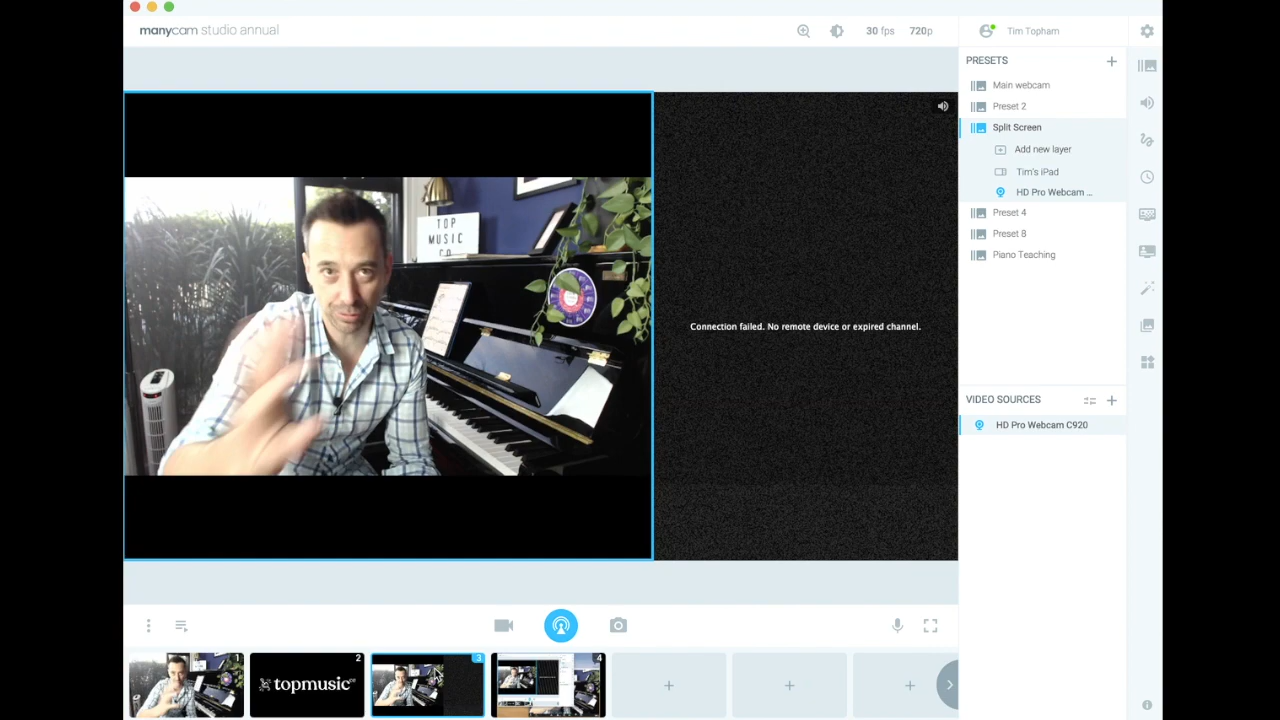 manycam studio annual
30 fps
720p
Tim Topham
PRESETS
Main webcam
Preset 2
Split Screen
Add new layer
Tim's iPad
HD Pro Webcam ...
Preset 4
Preset 8
Piano Teaching
TOP
MUSIC
CO
Connection failed. No remote device or expired channel.
VIDEO SOURCES
HD Pro Webcam C920
1
2
3
4
topmusic